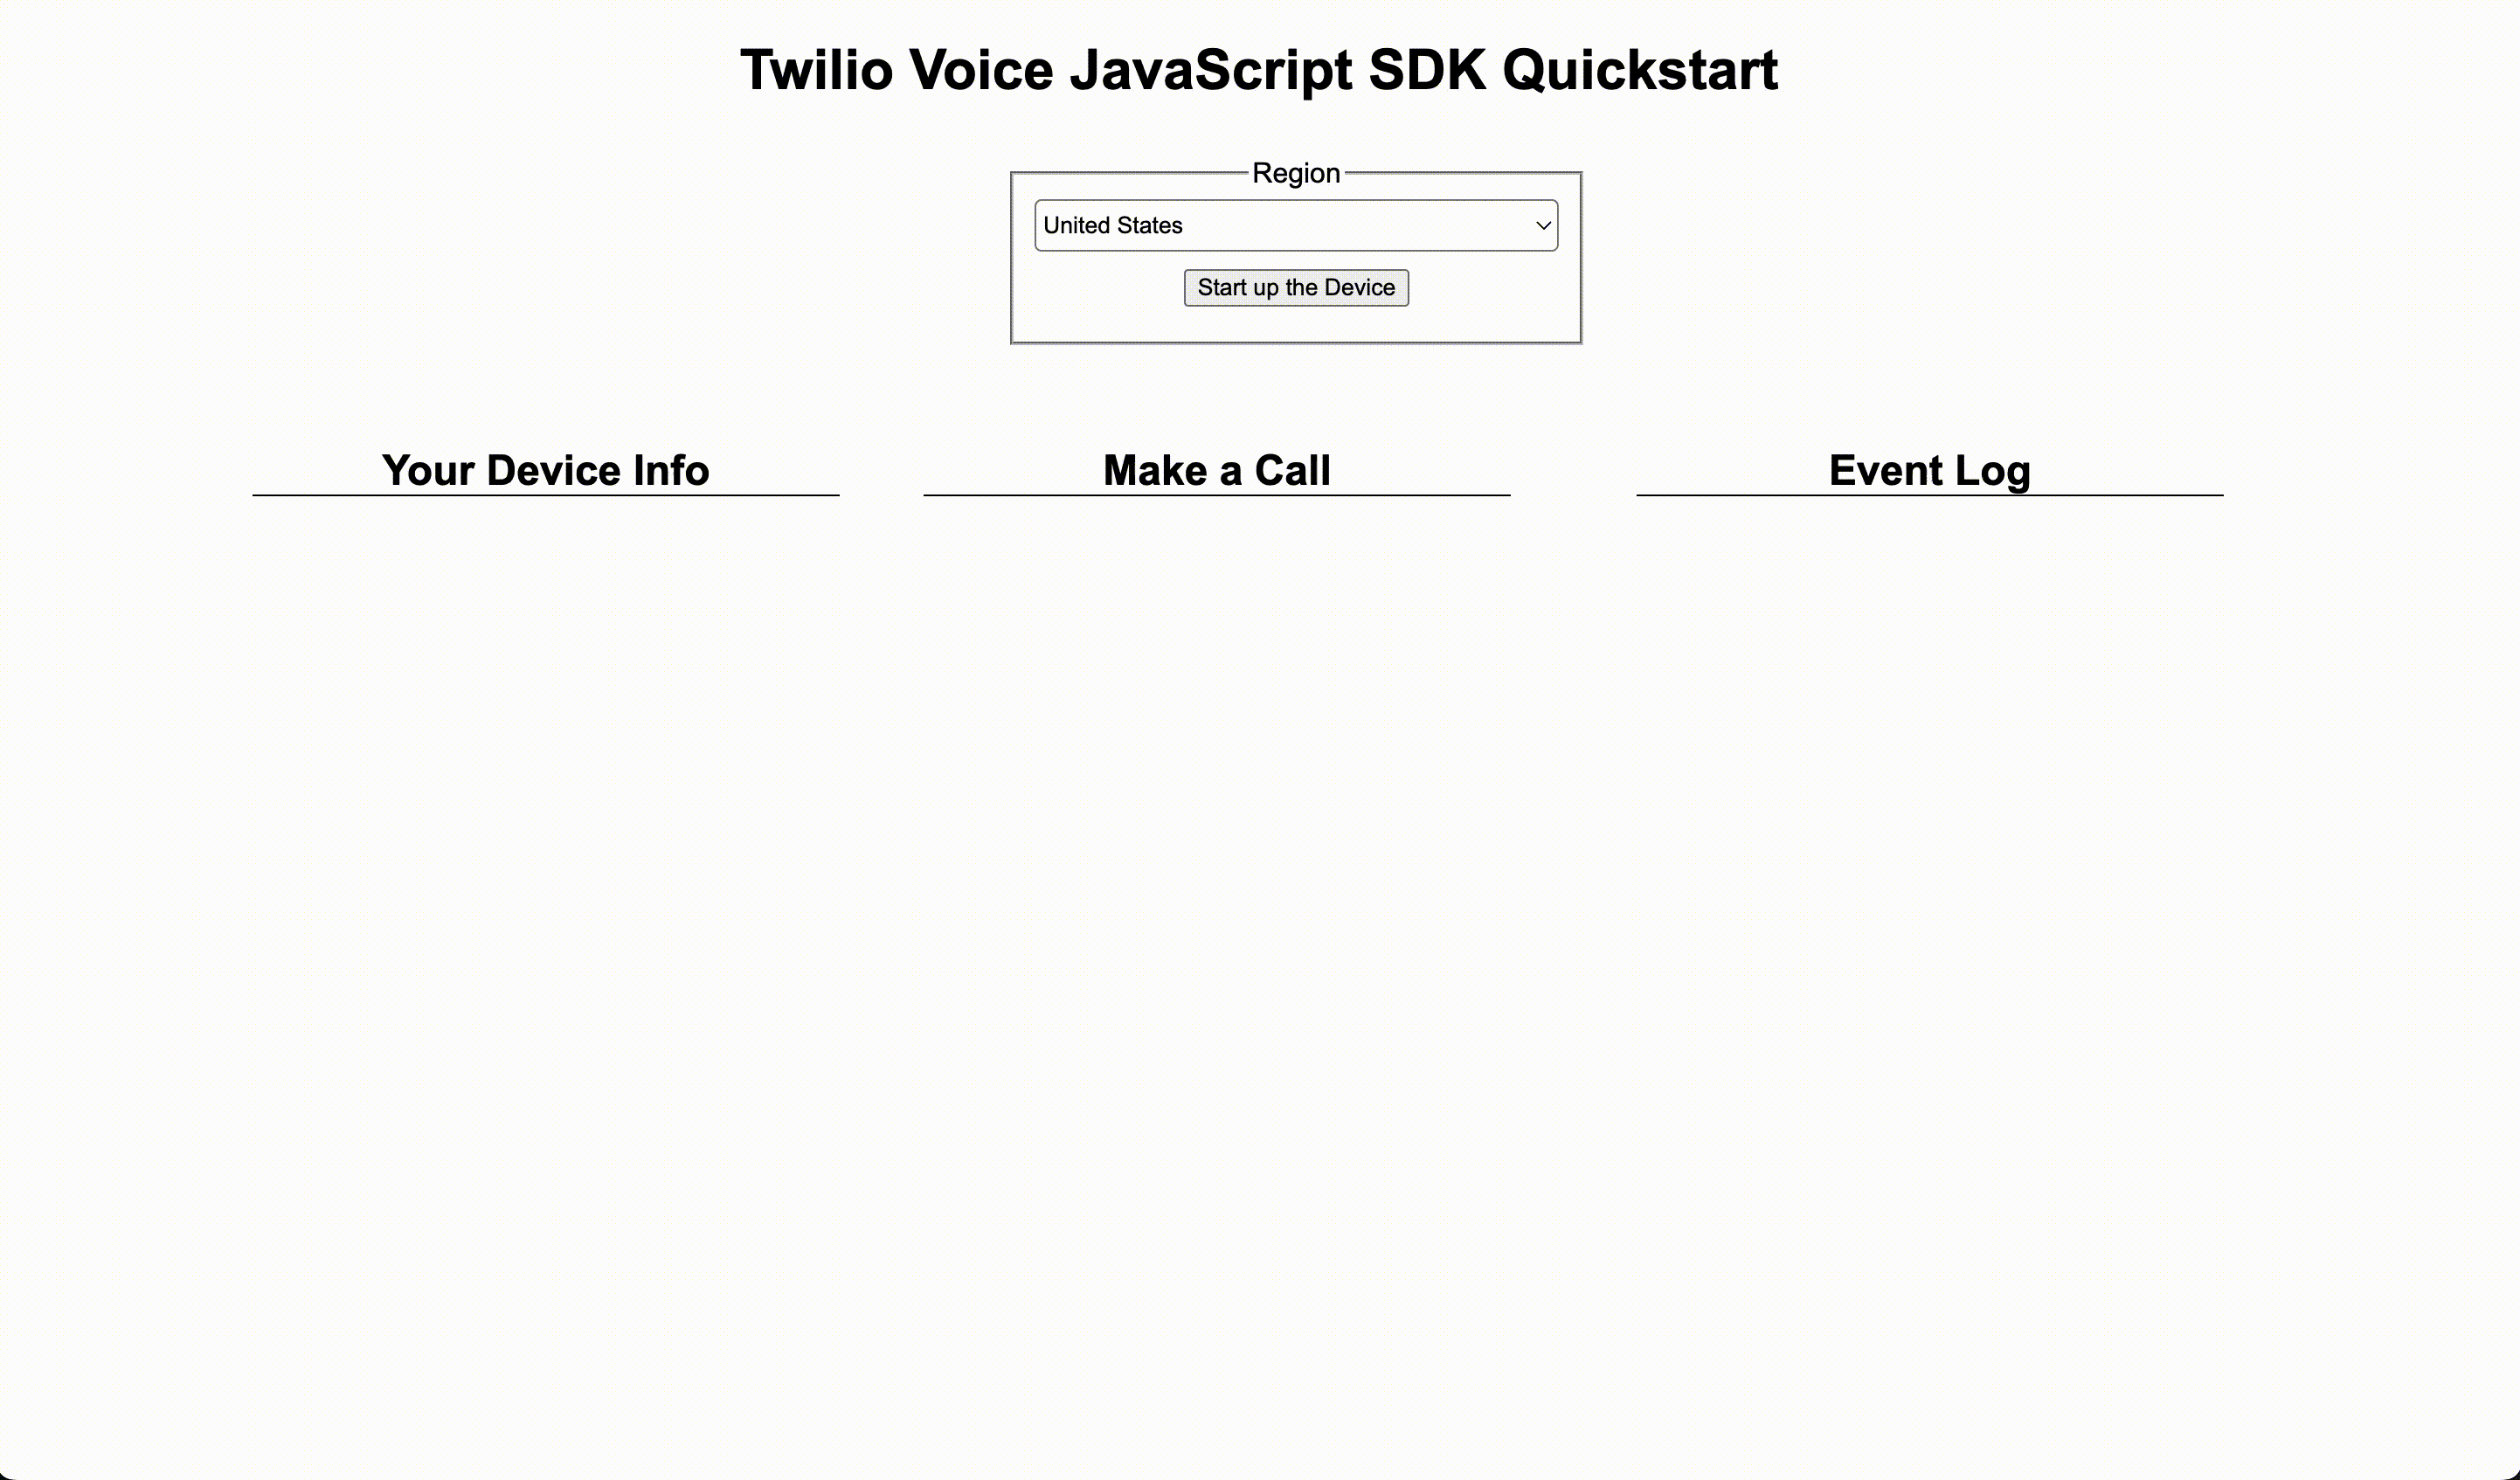 Twilio Voice JavaScript SDK Quickstart
Region
United States
Start up the Device
Your Device Info
Make a Call
Event Log